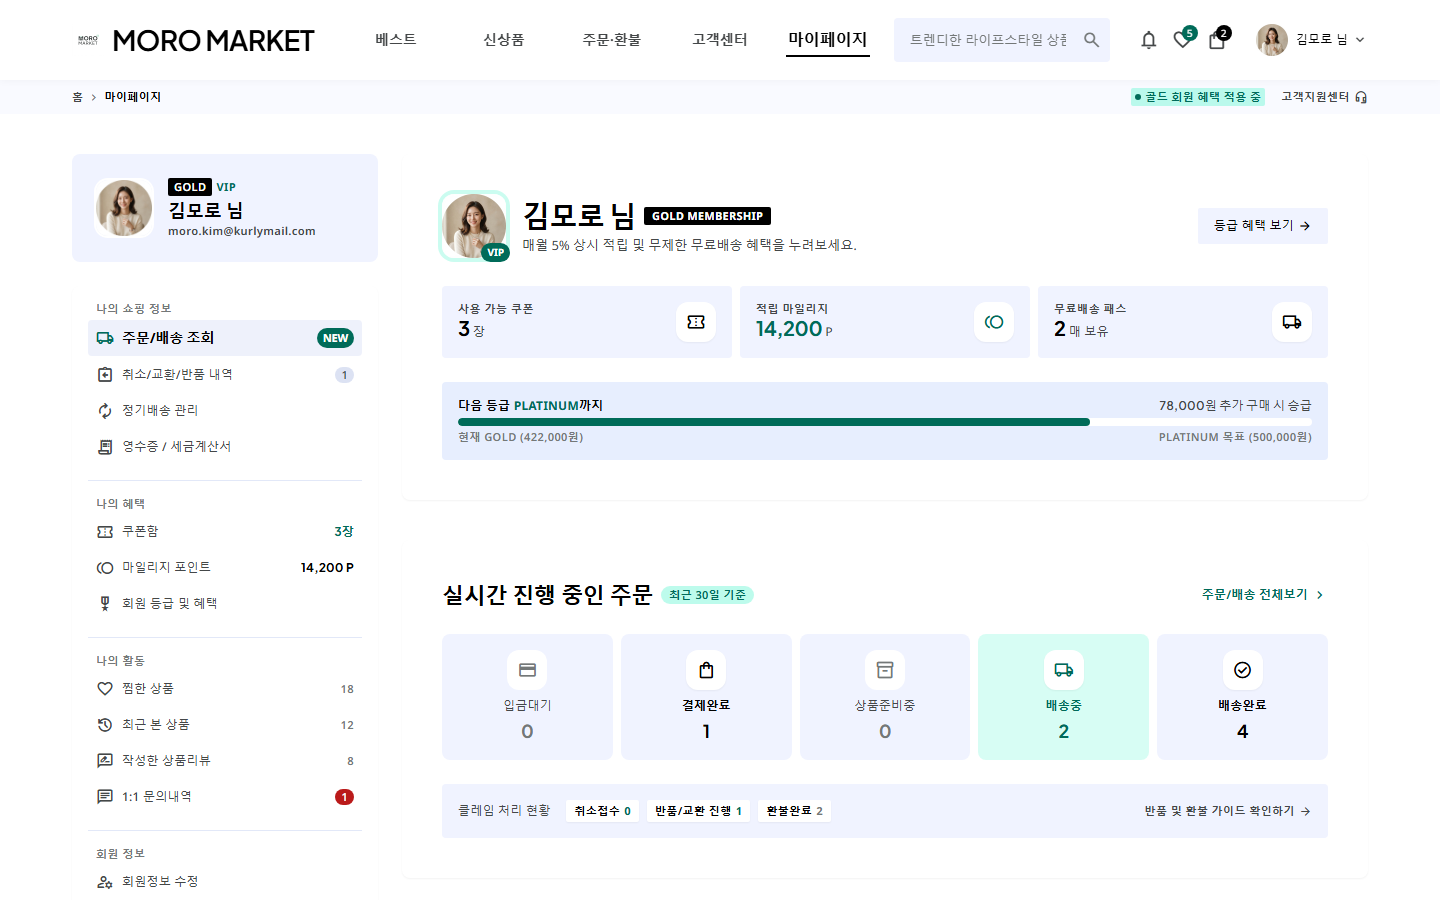 MORO MARKET
MORO MARKET
베스트
신상품
주문·환불
고객센터
마이페이지
트렌디한 라이프스타일 상품
5
2
김모로 님
홈 > 마이페이지
골드 회원 혜택 적용 중
고객지원센터
GOLD VIP
김모로 님
moro.kim@kurlymail.com
나의 쇼핑 정보
주문/배송 조회 NEW
취소/교환/반품 내역 1
정기배송 관리
영수증 / 세금계산서
나의 혜택
쿠폰함 3장
마일리지 포인트 14,200 P
회원 등급 및 혜택
나의 활동
찜한 상품 18
최근 본 상품 12
작성한 상품리뷰 8
1:1 문의내역 1
회원 정보
회원정보 수정
VIP
김모로 님 GOLD MEMBERSHIP
매월 5% 상시 적립 및 무제한 무료배송 혜택을 누려보세요.
등급 혜택 보기 →
사용 가능 쿠폰
3 장
적립 마일리지
14,200 P
무료배송 패스
2 매 보유
다음 등급 PLATINUM까지
78,000원 추가 구매 시 승급
현재 GOLD (422,000원)
PLATINUM 목표 (500,000원)
실시간 진행 중인 주문 최근 30일 기준
주문/배송 전체보기 >
입금대기
0
결제완료
1
상품준비중
0
배송중
2
배송완료
4
클레임 처리 현황
취소접수 0
반품/교환 진행 1
환불완료 2
반품 및 환불 가이드 확인하기 →